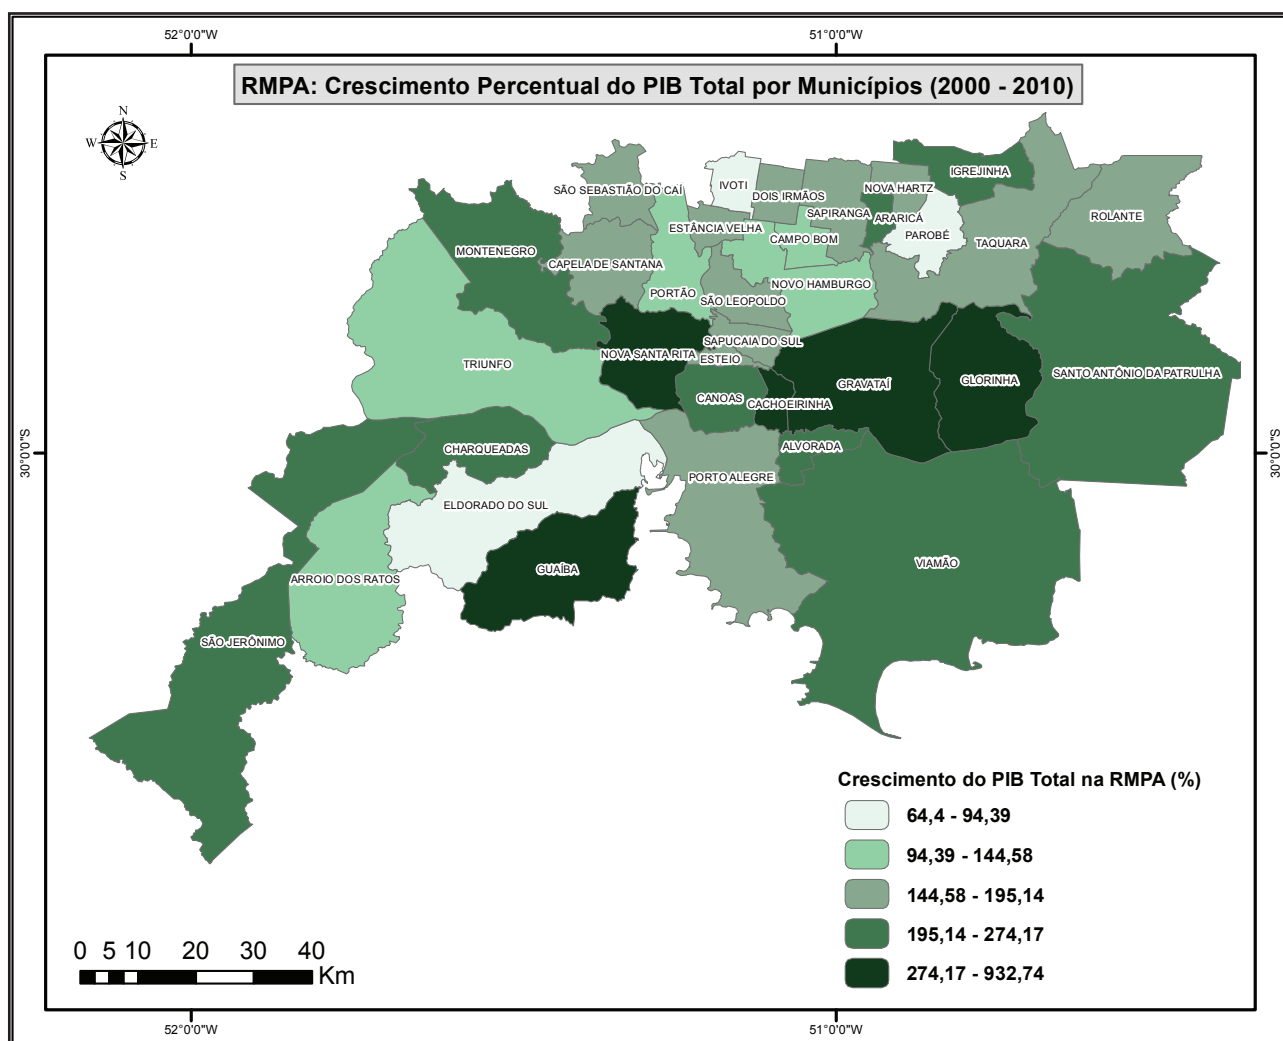 52°0'0"W
51°0'0"W
RMPA: Crescimento Percentual do PIB Total por Municípios (2000 - 2010)
N
W
E
S
IGREJINHA
IVOTI
NOVA HARTZ
SÃO SEBASTIÃO DO CAÍ
DOIS IRMÃOS
SAPIRANGA
ARARICÁ
ROLANTE
ESTÂNCIA VELHA
PAROBÉ
CAMPO BOM
TAQUARA
MONTENEGRO
CAPELA DE SANTANA
NOVO HAMBURGO
PORTÃO
SÃO LEOPOLDO
SAPUCAIA DO SUL
NOVA SANTA RITA
ESTEIO
TRIUNFO
SANTO ANTÔNIO DA PATRULHA
GLORINHA
GRAVATAÍ
CANOAS
CACHOEIRINHA
ALVORADA
CHARQUEADAS
30°0'0"S
30°0'0"S
PORTO ALEGRE
ELDORADO DO SUL
VIAMÃO
GUAÍBA
ARROIO DOS RATOS
SÃO JERÔNIMO
Crescimento do PIB Total na RMPA (%)
64,4 - 94,39
94,39 - 144,58
144,58 - 195,14
195,14 - 274,17
274,17 - 932,74
0 5 10 20 30 40
Km
52°0'0"W
51°0'0"W